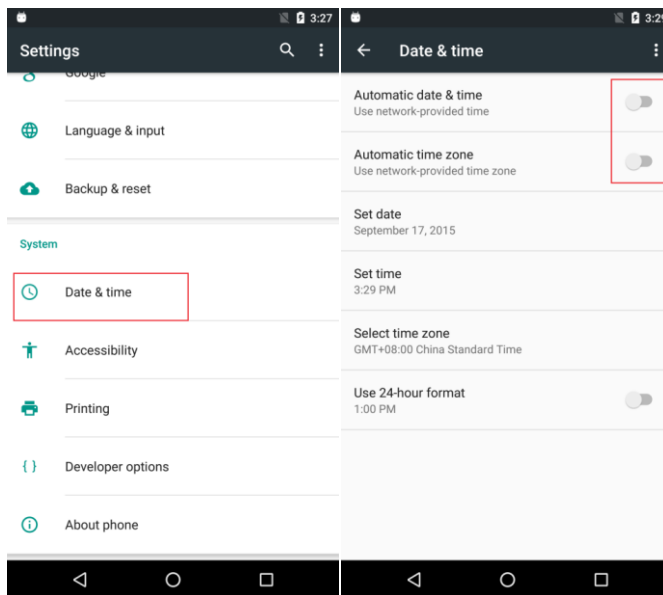 3:27
Settings
Google
Language & input
Backup & reset
System
Date & time
Accessibility
Printing
{ }
Developer options
About phone
3:29
Date & time
Automatic date & time
Use network-provided time
Automatic time zone
Use network-provided time zone
Set date
September 17, 2015
Set time
3:29 PM
Select time zone
GMT+08:00 China Standard Time
Use 24-hour format
1:00 PM